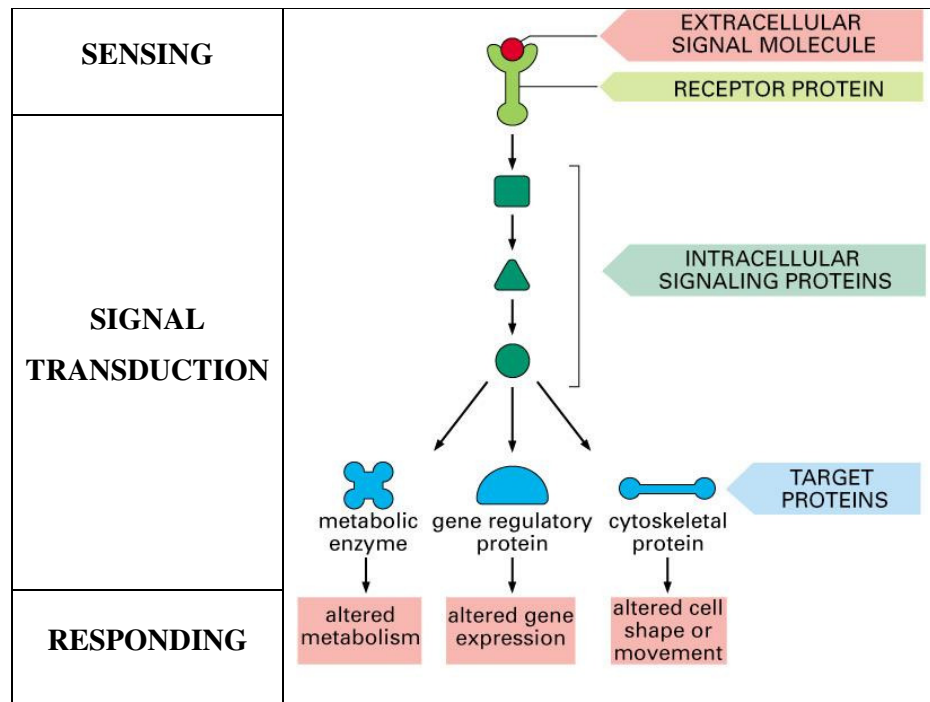 SENSING
EXTRACELLULAR
SIGNAL MOLECULE
RECEPTOR PROTEIN
SIGNAL
TRANSDUCTION
INTRACELLULAR
SIGNALING PROTEINS
TARGET
PROTEINS
metabolic
enzyme
gene regulatory
protein
cytoskeletal
protein
RESPONDING
altered
metabolism
altered gene
expression
altered cell
shape or
movement